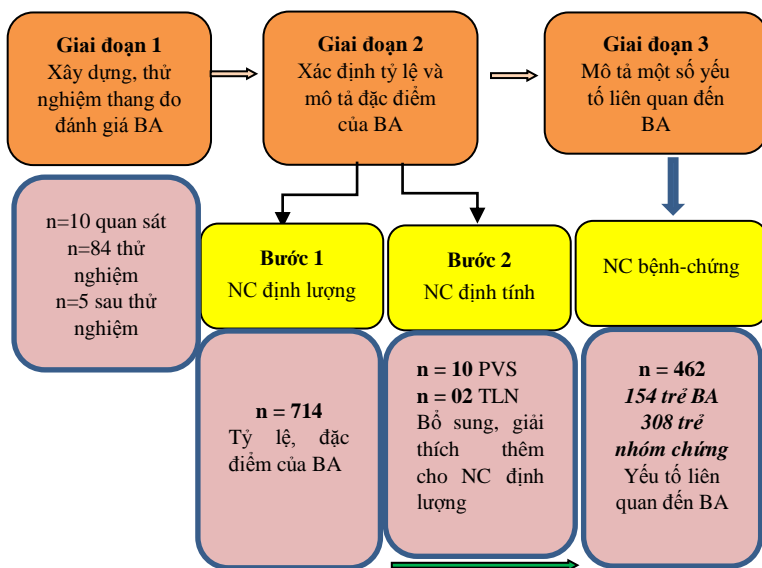 Giai đoạn 1
Xây dựng, thử
nghiệm thang đo
đánh giá BA
Giai đoạn 2
Xác định tỷ lệ và
mô tả đặc điểm
của BA
Giai đoạn 3
Mô tả một số yếu
tố liên quan đến
BA
n=10 quan sát
n=84 thử
nghiệm
n=5 sau thử
nghiệm
Bước 1
NC định lượng
Bước 2
NC định tính
NC bệnh-chứng
n = 714
Tỷ lệ, đặc
điểm của BA
n = 10 PVS
n = 02 TLN
Bổ sung, giải
thích thêm
cho NC định
lượng
n = 462
154 trẻ BA
308 trẻ
nhóm chứng
Yếu tố liên
quan đến BA